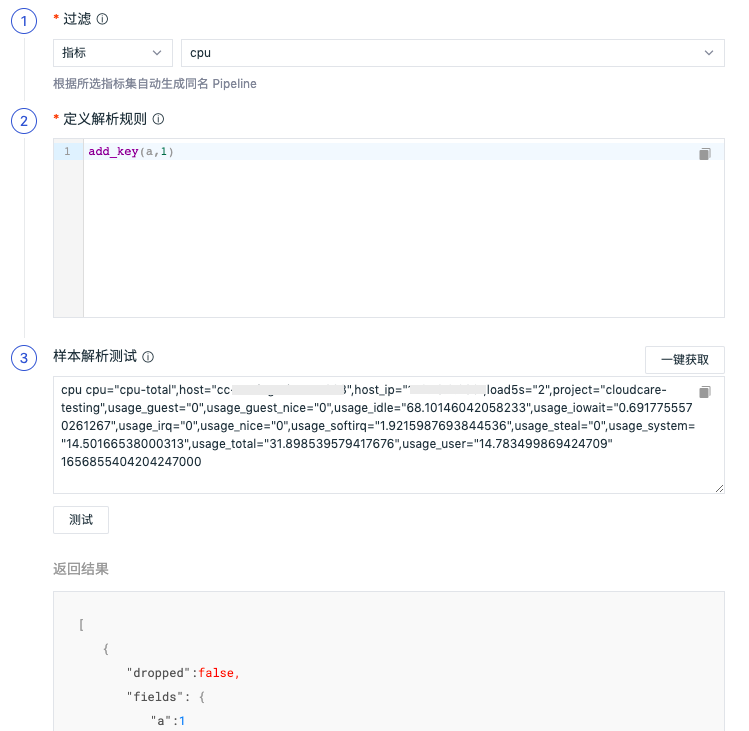 1
* 过滤
指标
cpu
根据所选指标集自动生成同名 Pipeline
2
* 定义解析规则
1
add_key(a,1)
3
样本解析测试
一键获取
cpu cpu="cpu-total",host="cc- 3",host_ip="1 ,load5s="2",project="cloudcare-
testing",usage_guest="0",usage_guest_nice="0",usage_idle="68.10146042058233",usage_iowait="0.691775557
0261267",usage_irq="0",usage_nice="0",usage_softirq="1.9215987693844536",usage_steal="0",usage_system=
"14.50166538000313",usage_total="31.898539579417676",usage_user="14.783499869424709"
1656855404204247000
测试
返回结果
[
{
"dropped":false,
"fields": {
"a":1